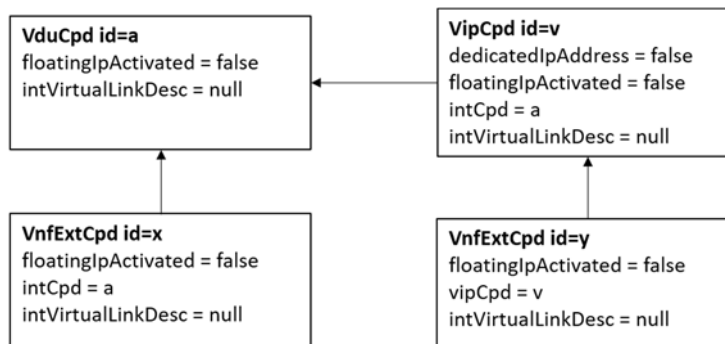 VduCpd id=a
floatingIpActivated = false
intVirtualLinkDesc = null
VipCpd id=v
dedicatedIpAddress = false
floatingIpActivated = false
intCpd = a
intVirtualLinkDesc = null
VnfExtCpd id=x
floatingIpActivated = false
intCpd = a
intVirtualLinkDesc = null
VnfExtCpd id=y
floatingIpActivated = false
vipCpd = v
intVirtualLinkDesc = null